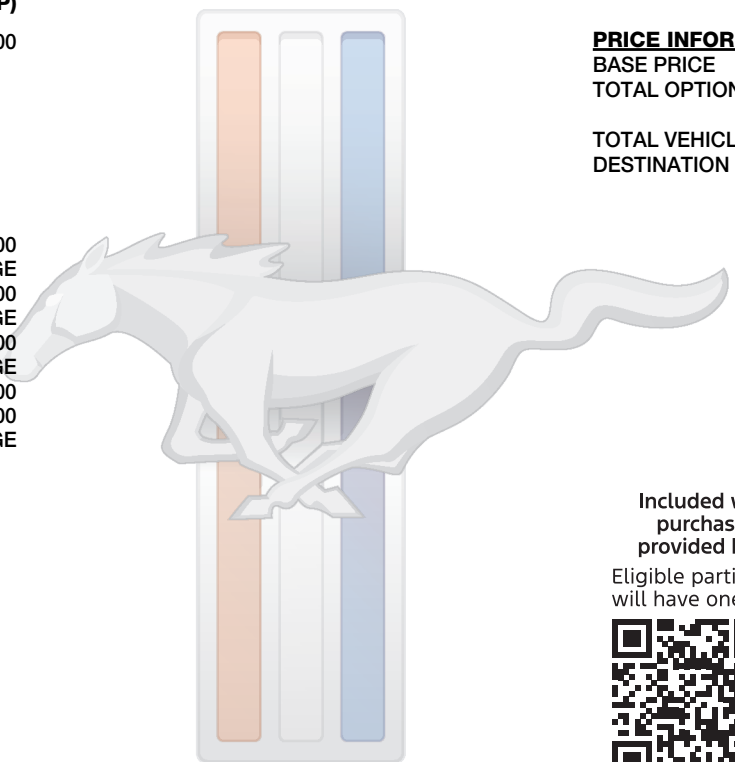 P)
00
00
GE
00
GE
00
GE
00
00
GE
PRICE INFOR
BASE PRICE
TOTAL OPTION
TOTAL VEHICL
DESTINATION
Included w
purchas
provided b
Eligible parti
will have one